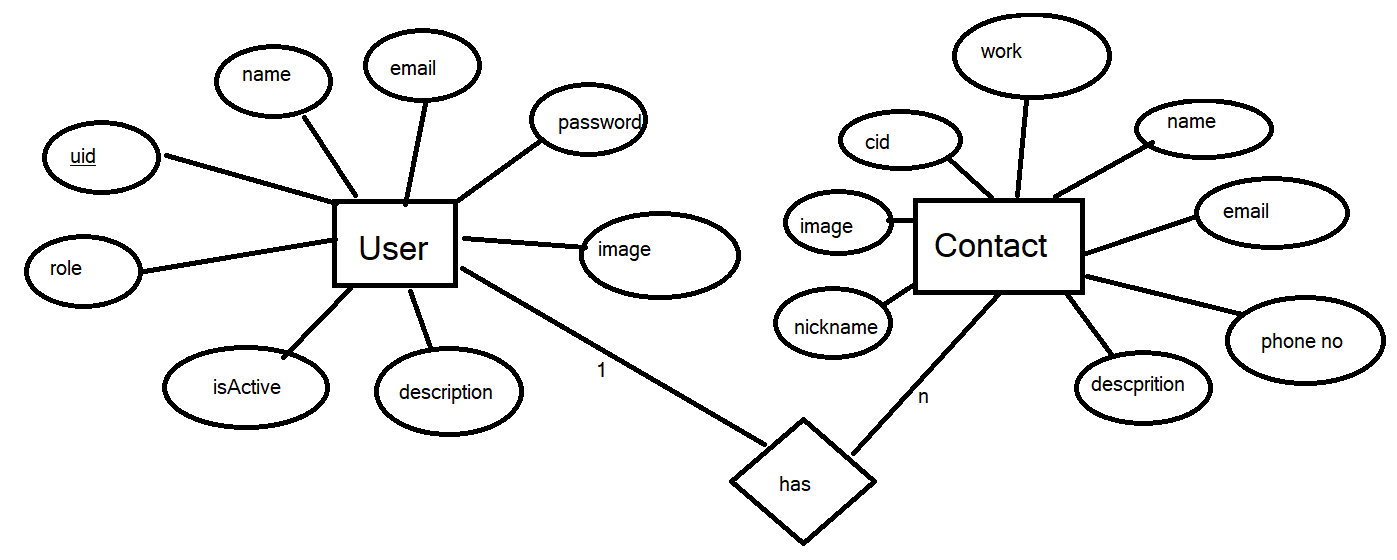 name
email
password
uid
User
image
role
isActive
description
1
has
n
work
cid
name
image
Contact
email
nickname
phone no
descprition